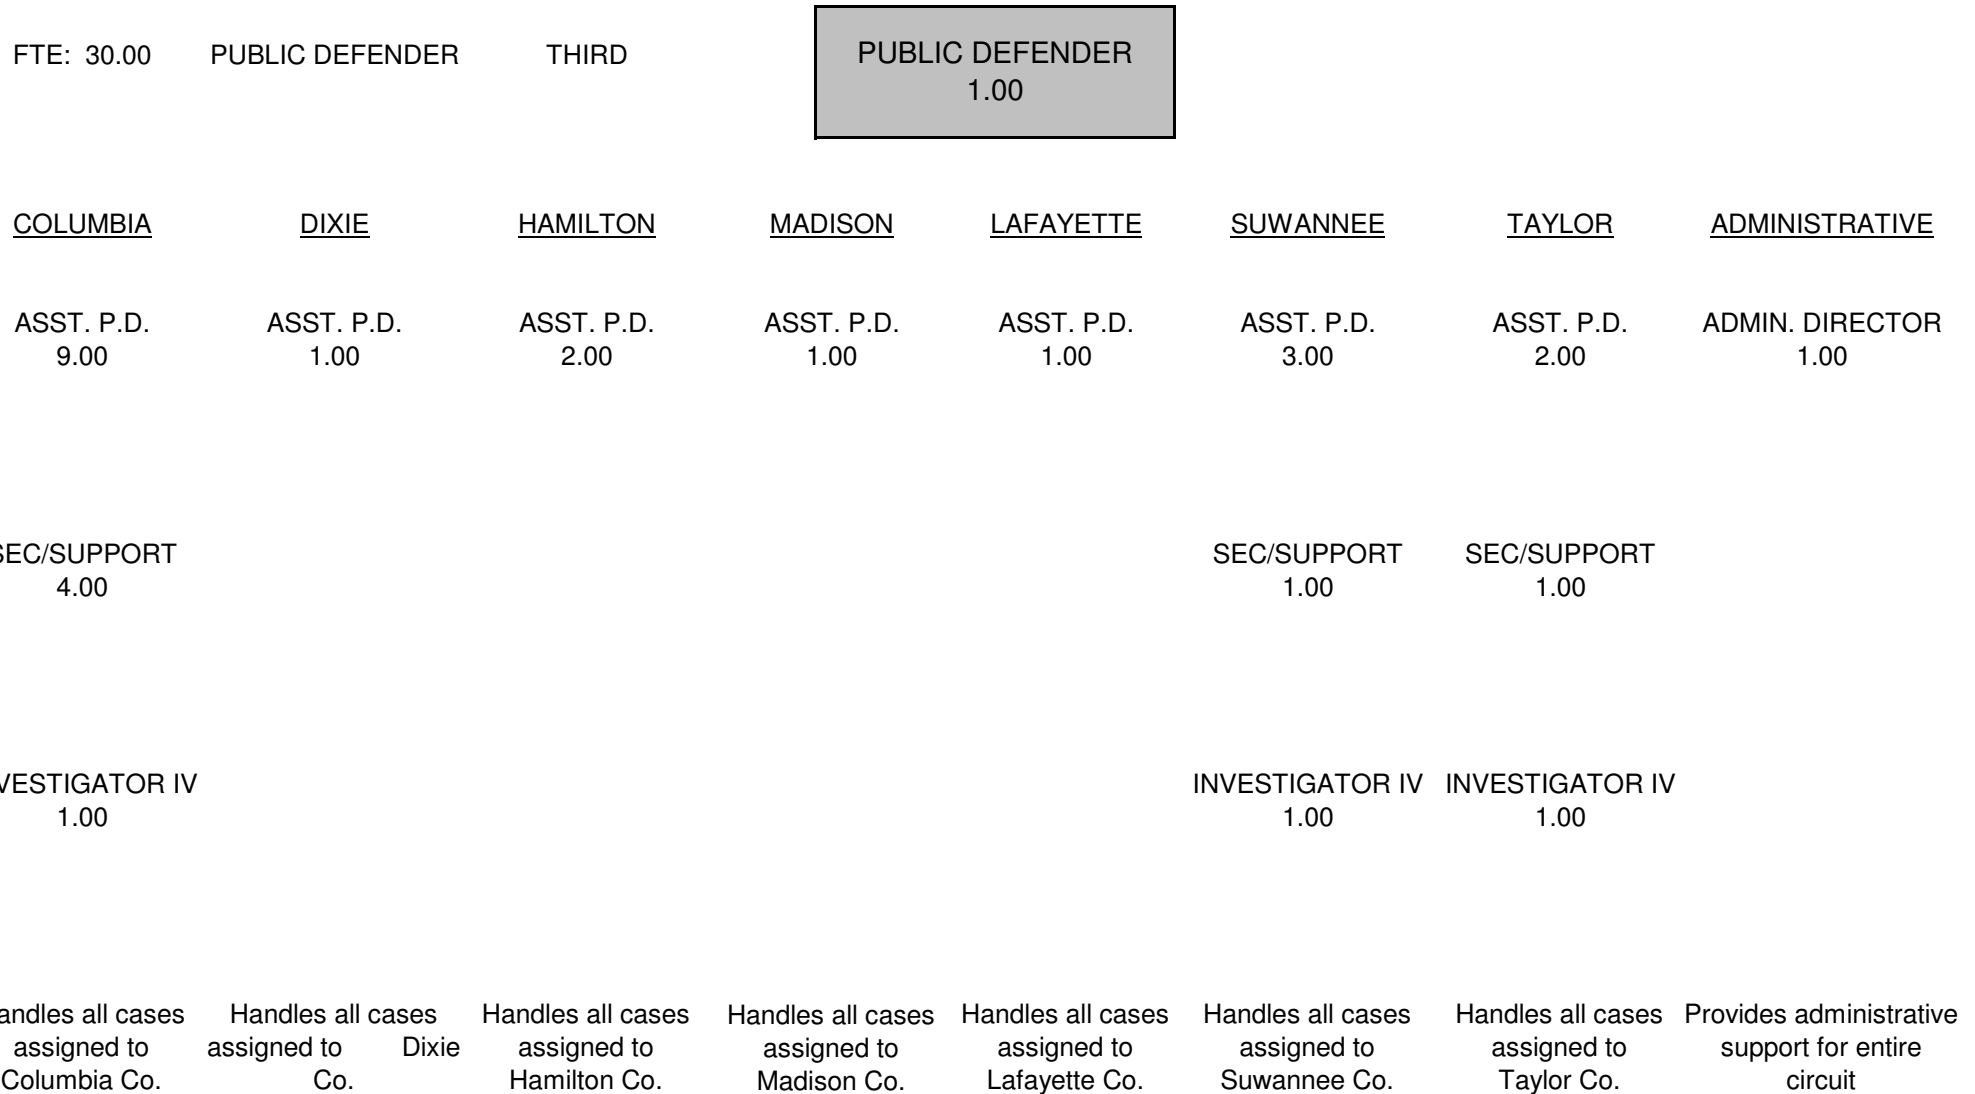 FTE: 30.00 PUBLIC DEFENDER THIRD
PUBLIC DEFENDER
1.00
COLUMBIA DIXIE HAMILTON MADISON LAFAYETTE SUWANNEE TAYLOR ADMINISTRATIVE
ASST. P.D. ASST. P.D. ASST. P.D. ASST. P.D. ASST. P.D. ASST. P.D. ASST. P.D. ADMIN. DIRECTOR
9.00 1.00 2.00 1.00 1.00 3.00 2.00 1.00
SEC/SUPPORT SEC/SUPPORT SEC/SUPPORT
4.00 1.00 1.00
VESTIGATOR IV INVESTIGATOR IV INVESTIGATOR IV
1.00 1.00 1.00
andles all cases Handles all cases Handles all cases Handles all cases Handles all cases Handles all cases Handles all cases Provides administrative
assigned to assigned to Dixie assigned to assigned to assigned to assigned to assigned to support for entire
Columbia Co. Co. Hamilton Co. Madison Co. Lafayette Co. Suwannee Co. Taylor Co. circuit